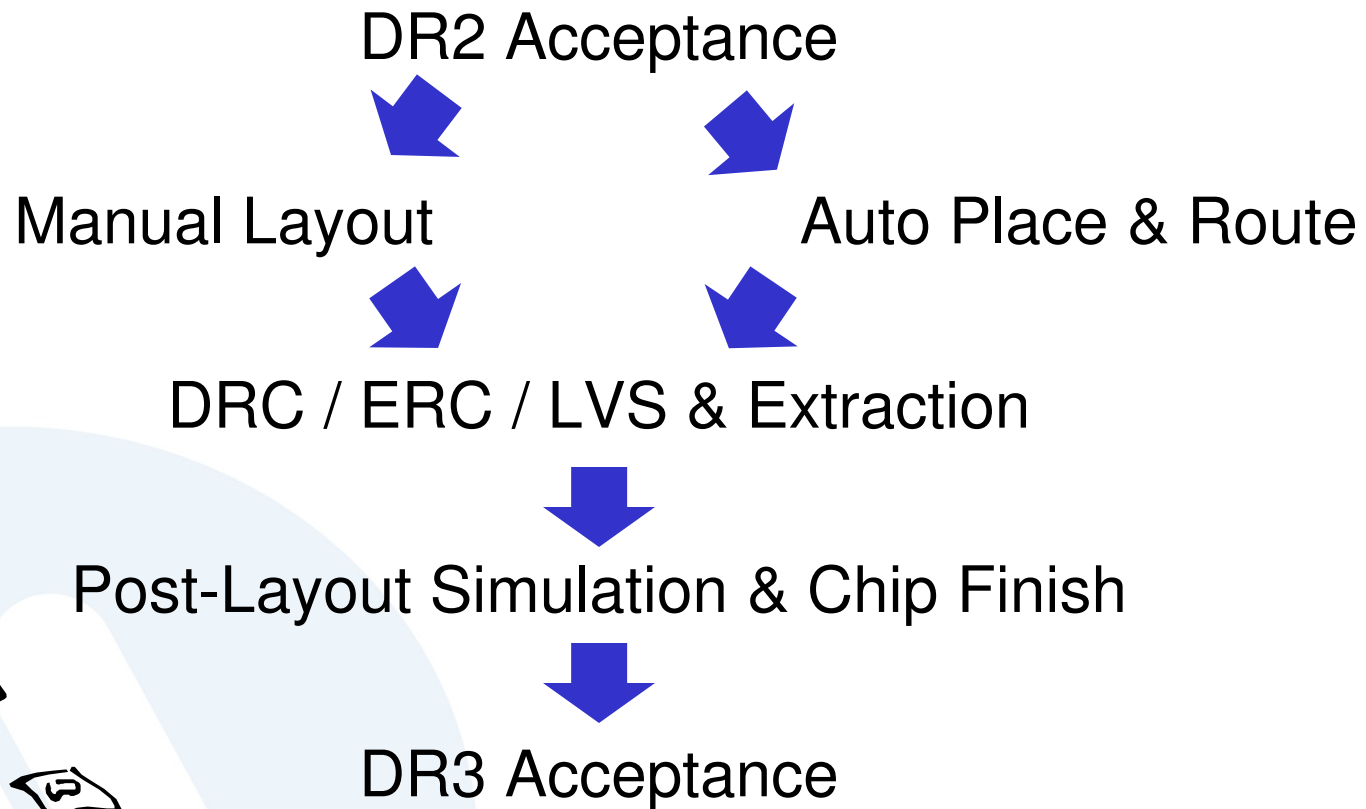 DR2 Acceptance
Manual Layout
Auto Place & Route
DRC / ERC / LVS & Extraction
Post-Layout Simulation & Chip Finish
DR3 Acceptance